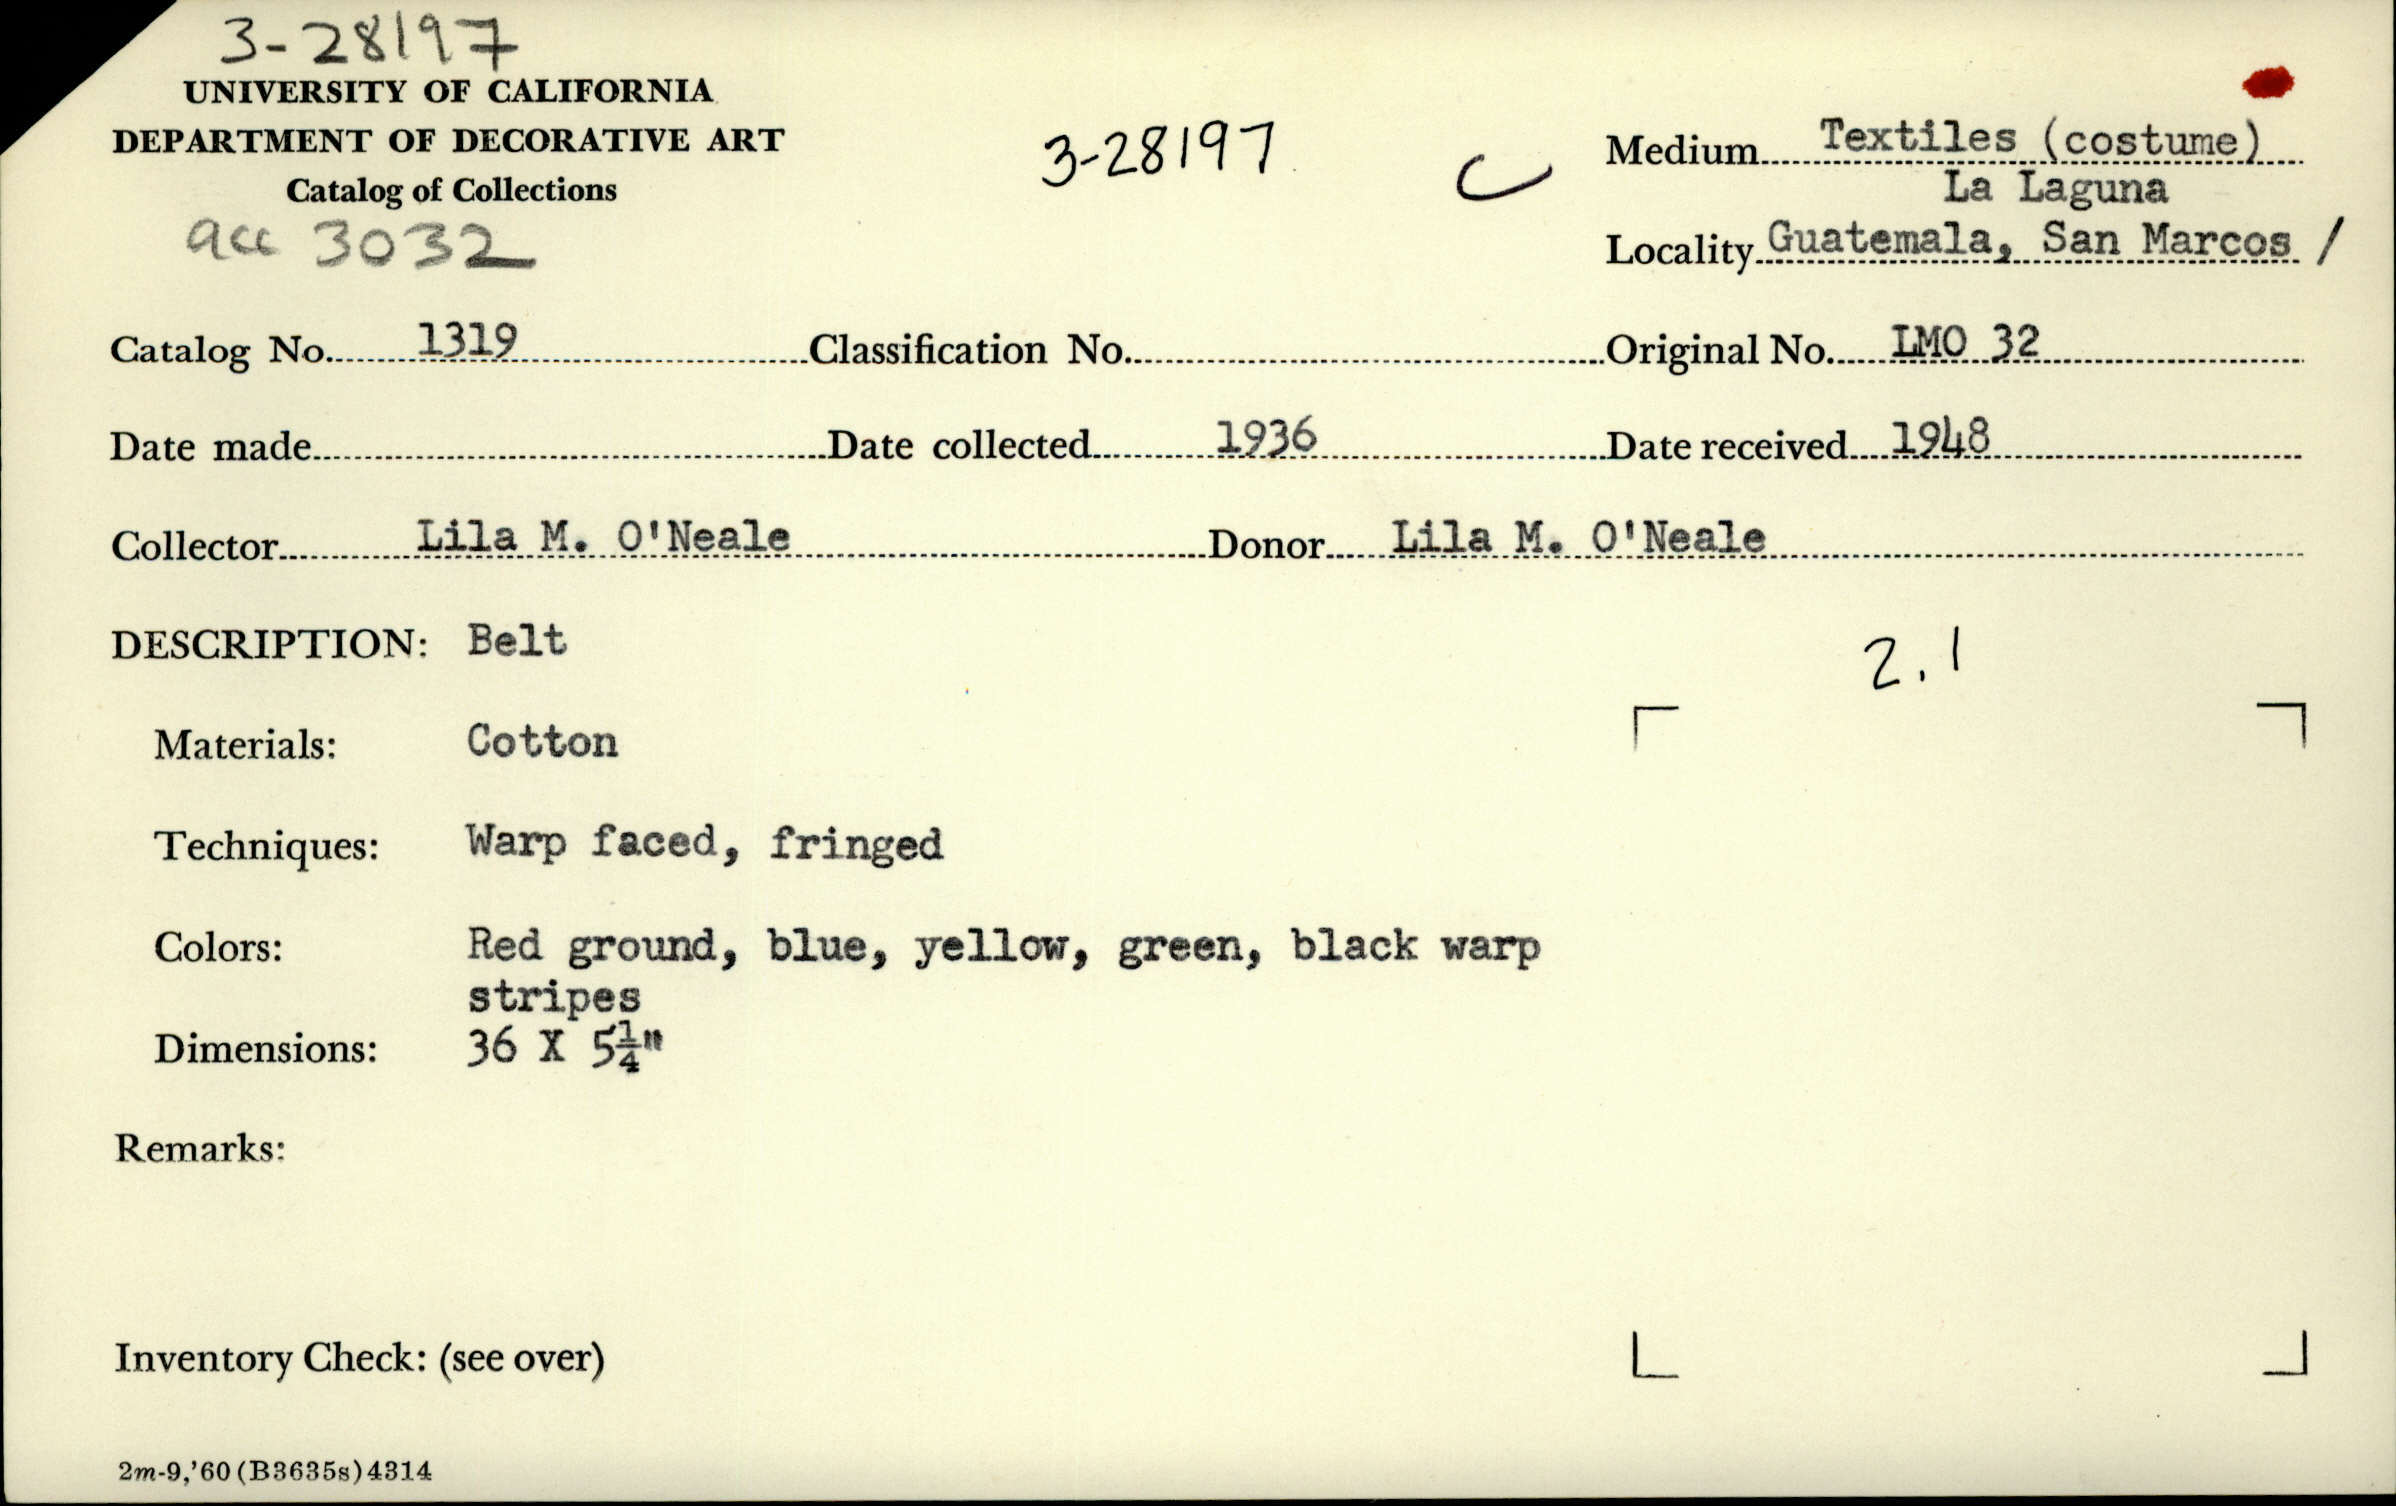 3-28197
UNIVERSITY OF CALIFORNIA
DEPARTMENT OF DECORATIVE ART
Catalog of Collections
acc 3032
3-28197
C
Medium Textiles (costume)
La Laguna
Locality Guatemala, San Marcos /
Catalog No. 1319 Classification No. Original No. LMO 32
Date made Date collected 1936 Date received 1948
Collector Lila M. O'Neale Donor Lila M. O'Neale
DESCRIPTION: Belt
2.1
Materials: Cotton
Techniques: Warp faced, fringed
Colors: Red ground, blue, yellow, green, black warp
stripes
Dimensions: 36 X 5¼"
Remarks:
Inventory Check: (see over)
2m-9,'60(B3635s)4314